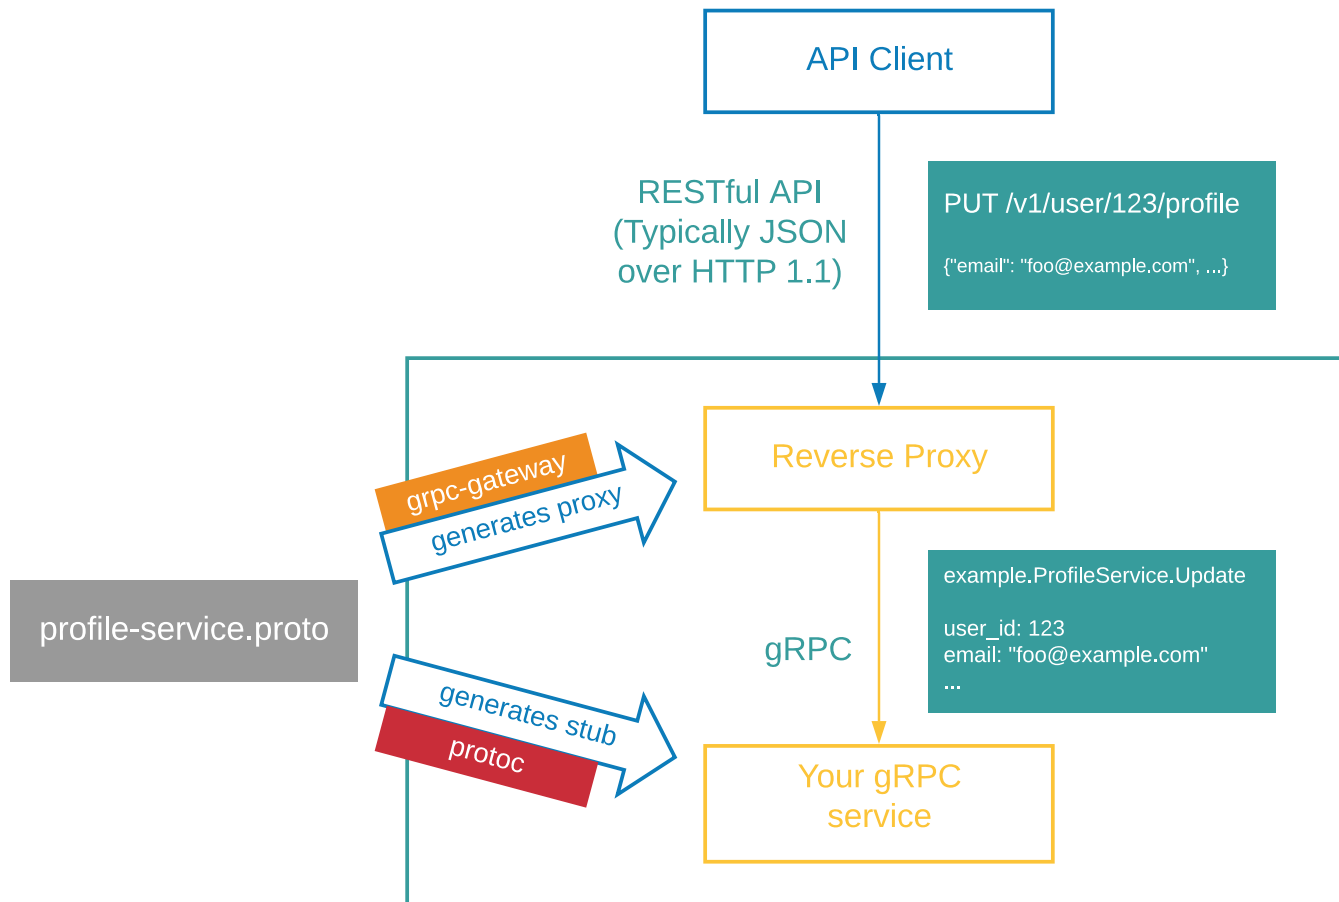 API Client
RESTful API
(Typically JSON
over HTTP 1.1)
PUT /v1/user/123/profile
{"email": "foo@example.com", ...}
Reverse Proxy
grpc-gateway
generates proxy
profile-service.proto
example.ProfileService.Update
user_id: 123
email: "foo@example.com"
...
gRPC
generates stub
protoc
Your gRPC
service